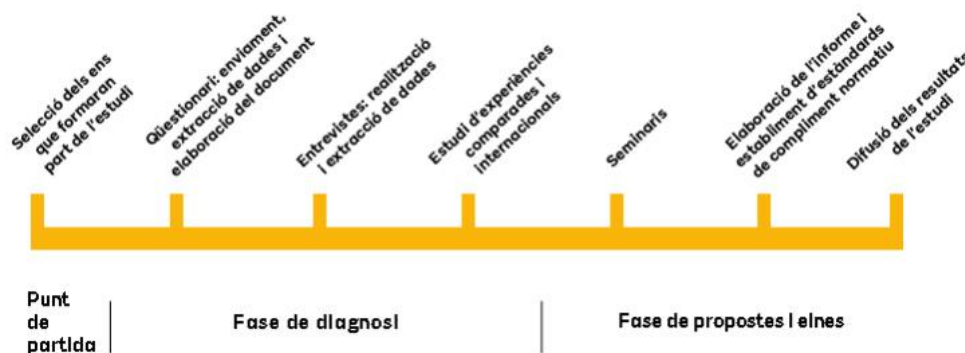 Selecció dels ens
que formaran
part de l'estudi
Qüestionari: enviament,
extracció de dades i
elaboració del document
Entrevistes: realització
i extracció de dades
Estudi d'experiències
comparades i
internacionals
Seminaris
Elaboració de l'informe i
establiment d'estàndards
de compliment normatiu
Difusió dels resultats
de l'estudi
Punt
de
partida
Fase de diagnosi
Fase de propostes i eines